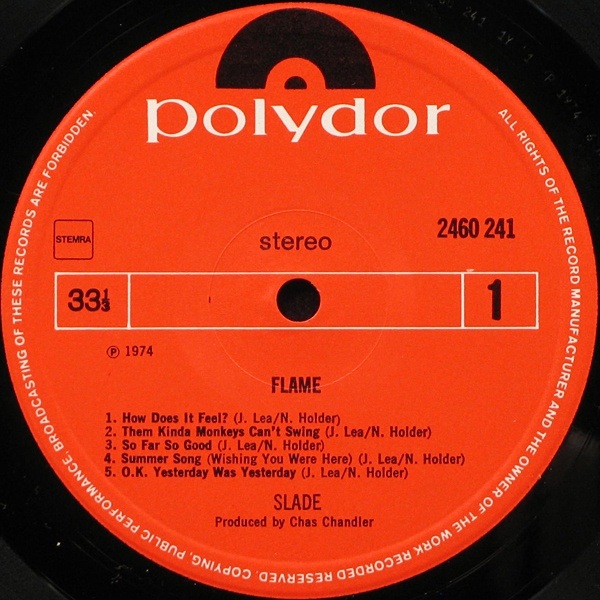 polydor
ALL RIGHTS OF THE RECORD MANUFACTURER AND THE OWNER OF THE WORK RECORDED RESERVED. COPYING, PUBLIC PERFORMANCE, BROADCASTING OF THESE RECORDS ARE FORBIDDEN.
STEMRA
stereo
2460 241
33⅓
1
℗ 1974
FLAME
1. How Does It Feel? (J. Lea/N. Holder)
2. Them Kinda Monkeys Can't Swing (J. Lea/N. Holder)
3. So Far So Good (J. Lea/N. Holder)
4. Summer Song (Wishing You Were Here) (J. Lea/N. Holder)
5. O.K. Yesterday Was Yesterday (J. Lea/N. Holder)
SLADE
Produced by Chas Chandler